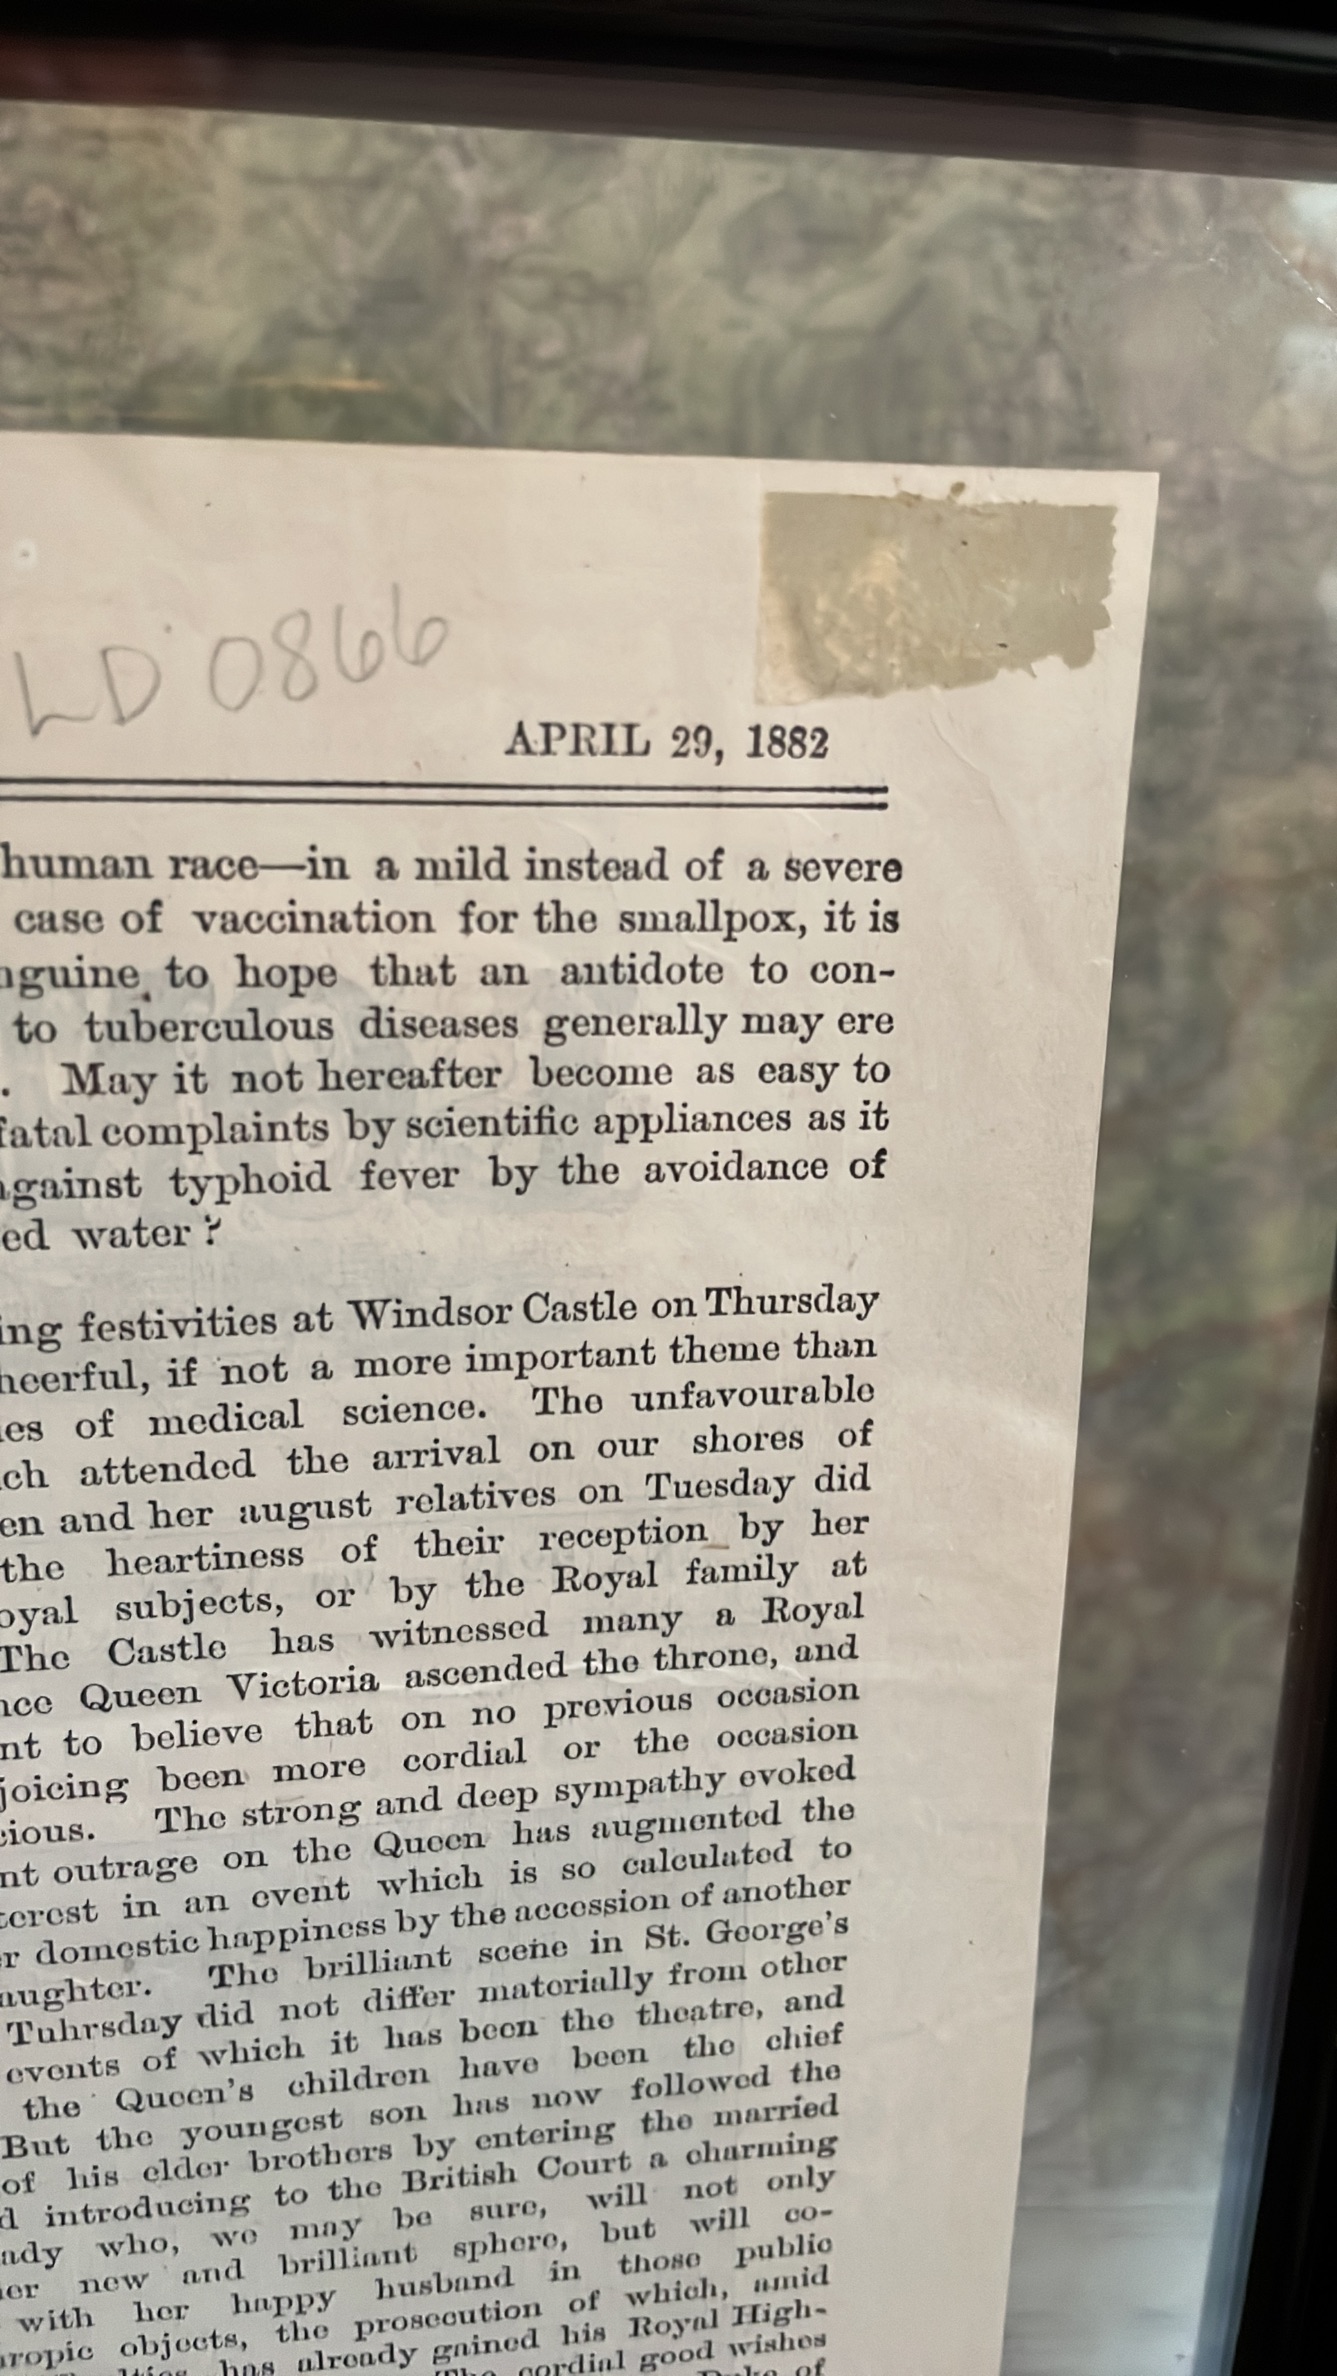 LD 0866
APRIL 29, 1882
human race—in a mild instead of a severe
case of vaccination for the smallpox, it is
nguine to hope that an antidote to con-
to tuberculous diseases generally may ere
. May it not hereafter become as easy to
fatal complaints by scientific appliances as it
against typhoid fever by the avoidance of
ed water?
ing festivities at Windsor Castle on Thursday
heerful, if not a more important theme than
ies of medical science. The unfavourable
ch attended the arrival on our shores of
en and her august relatives on Tuesday did
the heartiness of their reception by her
oyal subjects, or by the Royal family at
The Castle has witnessed many a Royal
nce Queen Victoria ascended the throne, and
nt to believe that on no previous occasion
joicing been more cordial or the occasion
cious. The strong and deep sympathy evoked
nt outrage on the Queen has augmented the
terest in an event which is so calculated to
r domestic happiness by the accession of another
aughter. The brilliant scene in St. George's
Tuhrsday did not differ materially from other
events of which it has been the theatre, and
the Queen's children have been the chief
But the youngest son has now followed the
of his elder brothers by entering the married
d introducing to the British Court a charming
ady who, we may be sure, will not only
er new and brilliant sphere, but will co-
with her happy husband in those public
ropic objects, the prosecution of which, amid
has already gained his Royal High-
cordial good wishes
of